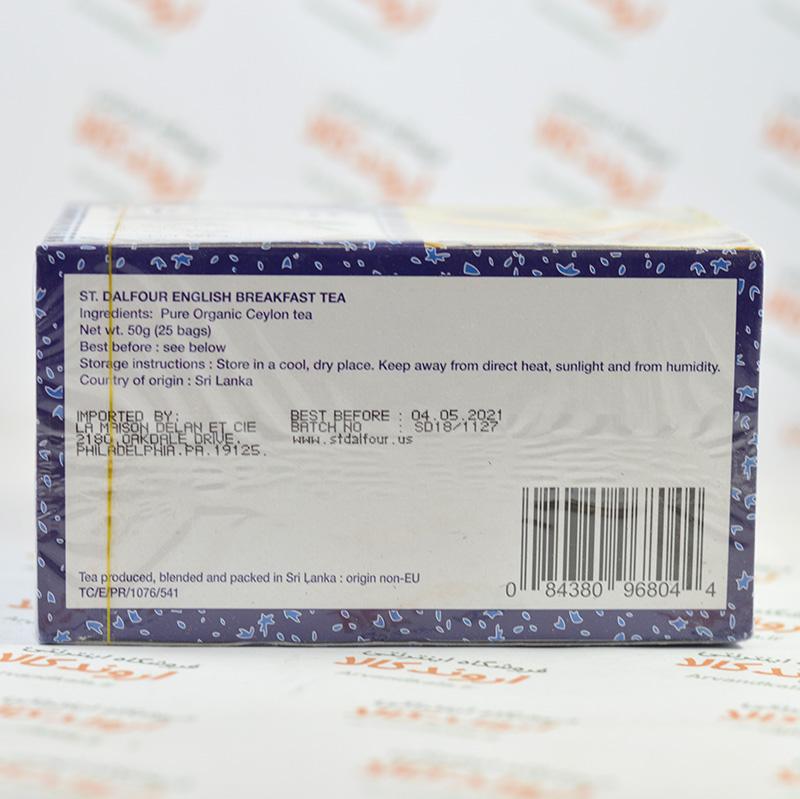 ST. DALFOUR ENGLISH BREAKFAST TEA
Ingredients: Pure Organic Ceylon tea
Net wt. 50g (25 bags)
Best before : see below
Storage instructions : Store in a cool, dry place. Keep away from direct heat, sunlight and from humidity.
Country of origin : Sri Lanka
IMPORTED BY:
LA MAISON DELAN ET CIE
2180 OAKDALE DRIVE,
PHILADELPHIA.PA.19125.
BEST BEFORE : 04.05.2021
BATCH NO : SD18/1127
www.stdalfour.us
Tea produced, blended and packed in Sri Lanka : origin non-EU
TC/E/PR/1076/541
0 84380 96804 4
فروشگاه اینترنتی
اروندکالا